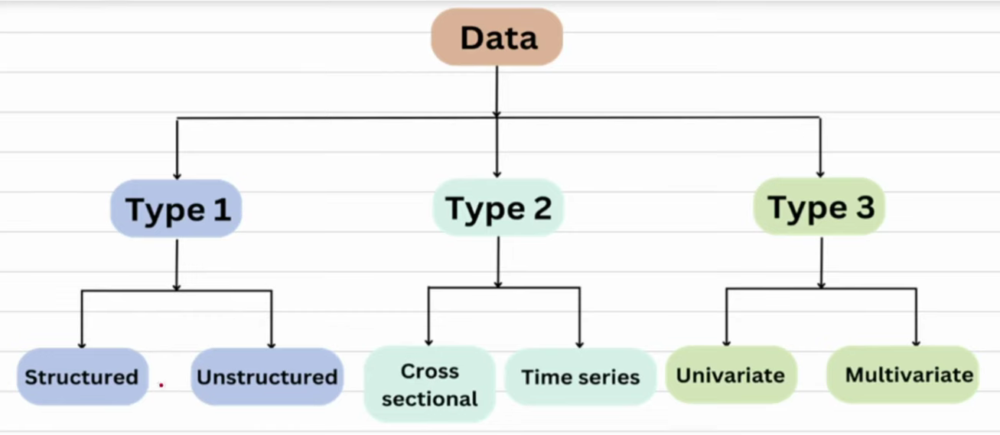 Data
Type 1
Type 2
Type 3
Structured
Unstructured
Cross
sectional
Time series
Univariate
Multivariate